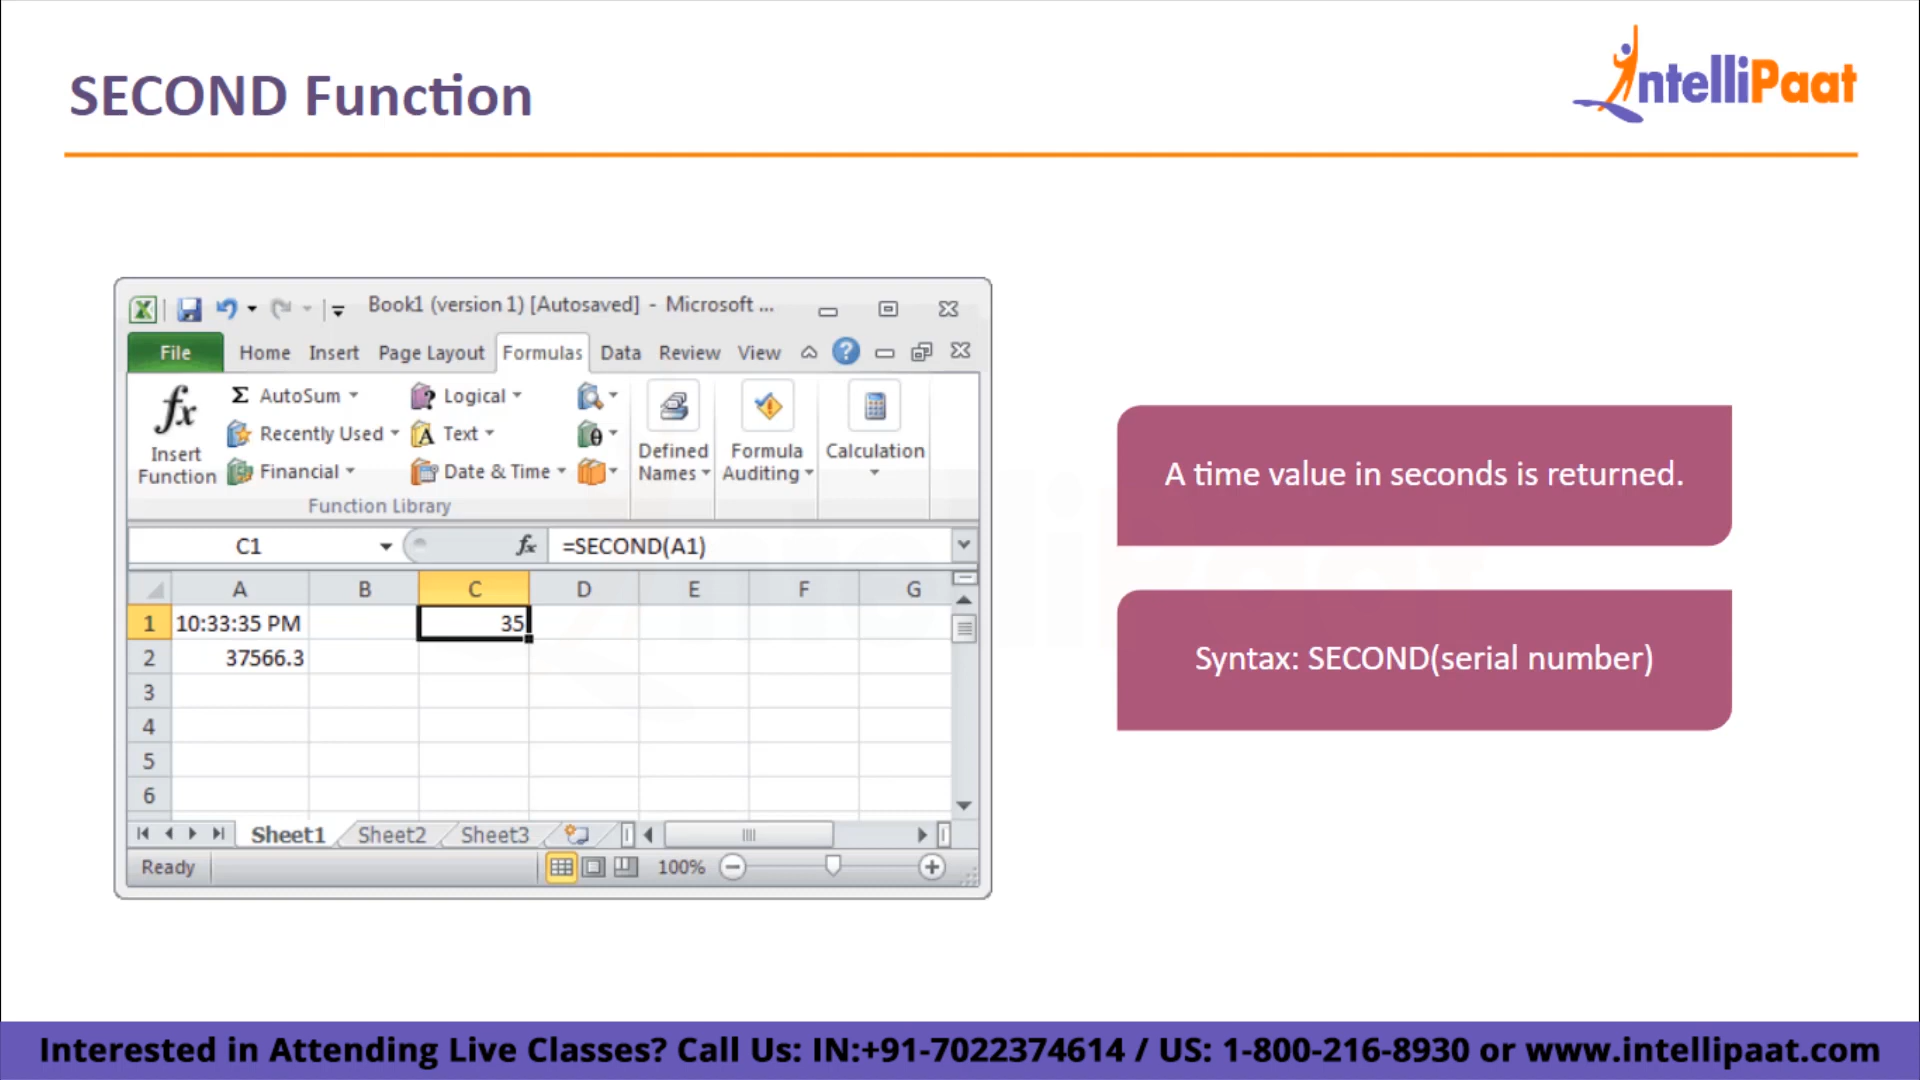 SECOND Function
IntelliPaat
Book1 (version 1) [Autosaved] - Microsoft ...
File Home Insert Page Layout Formulas Data Review View
Σ AutoSum Logical
Recently Used Text
Financial Date & Time
fx
Insert
Function
Defined
Names
Formula
Auditing
Calculation
Function Library
C1 fx =SECOND(A1)
A B C D E F G
1 10:33:35 PM 35
2 37566.3
3
4
5
6
Sheet1 Sheet2 Sheet3
Ready 100%
A time value in seconds is returned.
Syntax: SECOND(serial number)
Interested in Attending Live Classes? Call Us: IN:+91-7022374614 / US: 1-800-216-8930 or www.intellipaat.com